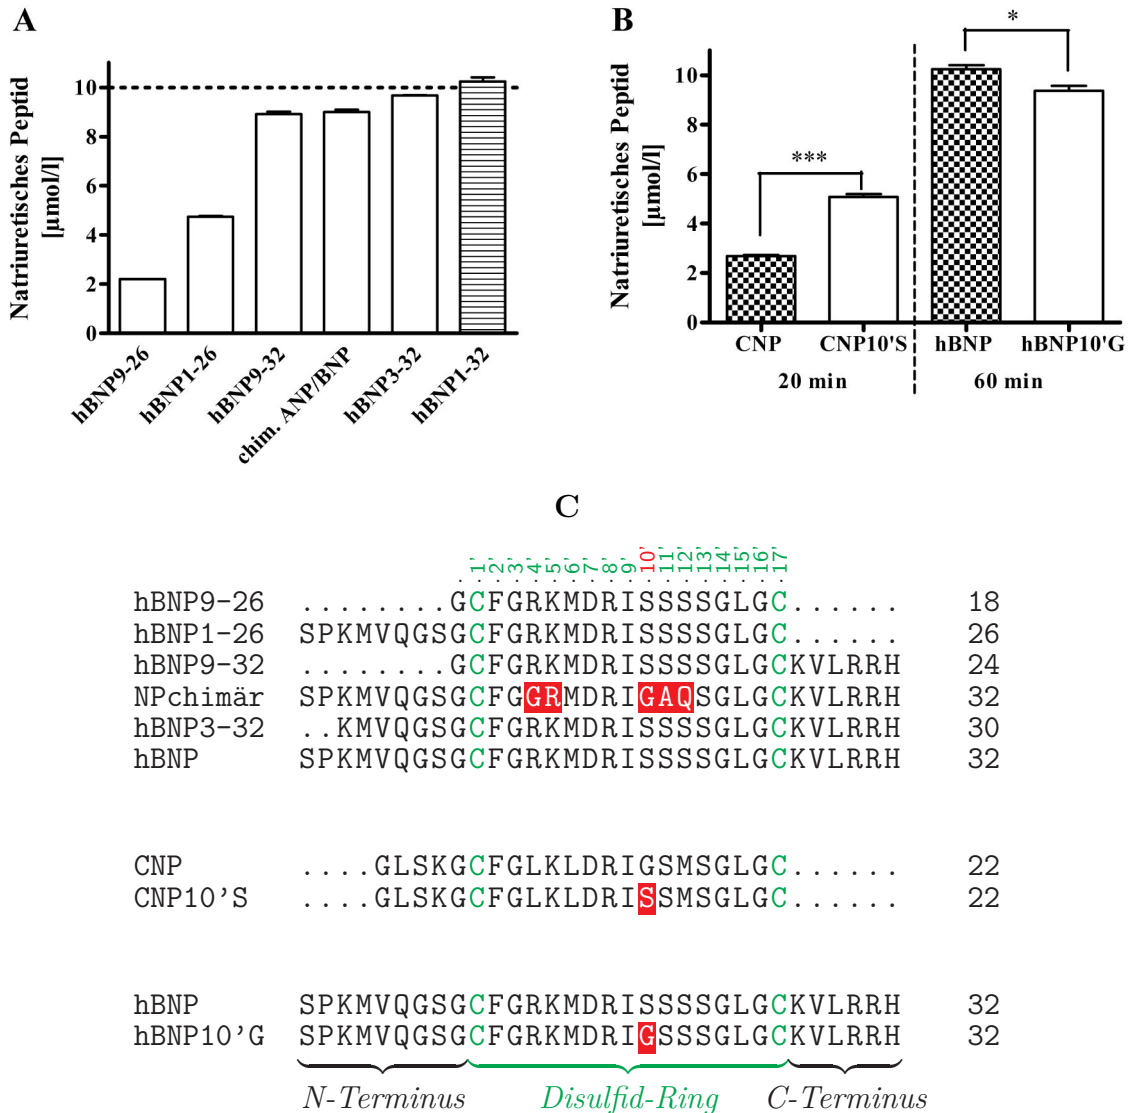 A
Natriuretisches Peptid
[µmol/l]
10
8
6
4
2
0
hBNP9-26
hBNP1-26
hBNP9-32
chim. ANP/BNP
hBNP3-32
hBNP1-32
B
Natriuretisches Peptid
[µmol/l]
10
8
6
4
2
0
***
*
CNP
CNP10'S
hBNP
hBNP10'G
20 min
60 min
C
1' 2' 3' 4' 5' 6' 7' 8' 9' 10' 11' 12' 13' 14' 15' 16' 17'
hBNP9-26 ........GCFGRKMDRISSSSGLGC...... 18
hBNP1-26 SPKMVQGSGCFGRKMDRISSSSGLGC...... 26
hBNP9-32 ........GCFGRKMDRISSSSGLGCKVLRRH 24
NPchimär SPKMVQGSGCFGGRMDRIGAQSGLGCKVLRRH 32
hBNP3-32 ..KMVQGSGCFGRKMDRISSSSGLGCKVLRRH 30
hBNP SPKMVQGSGCFGRKMDRISSSSGLGCKVLRRH 32
CNP ....GLSKGCFGLKLDRIGSMSGLGC...... 22
CNP10’S ....GLSKGCFGLKLDRISSMSGLGC...... 22
hBNP SPKMVQGSGCFGRKMDRISSSSGLGCKVLRRH 32
hBNP10’G SPKMVQGSGCFGRKMDRIGSSSGLGCKVLRRH 32
N-Terminus Disulfid-Ring C-Terminus